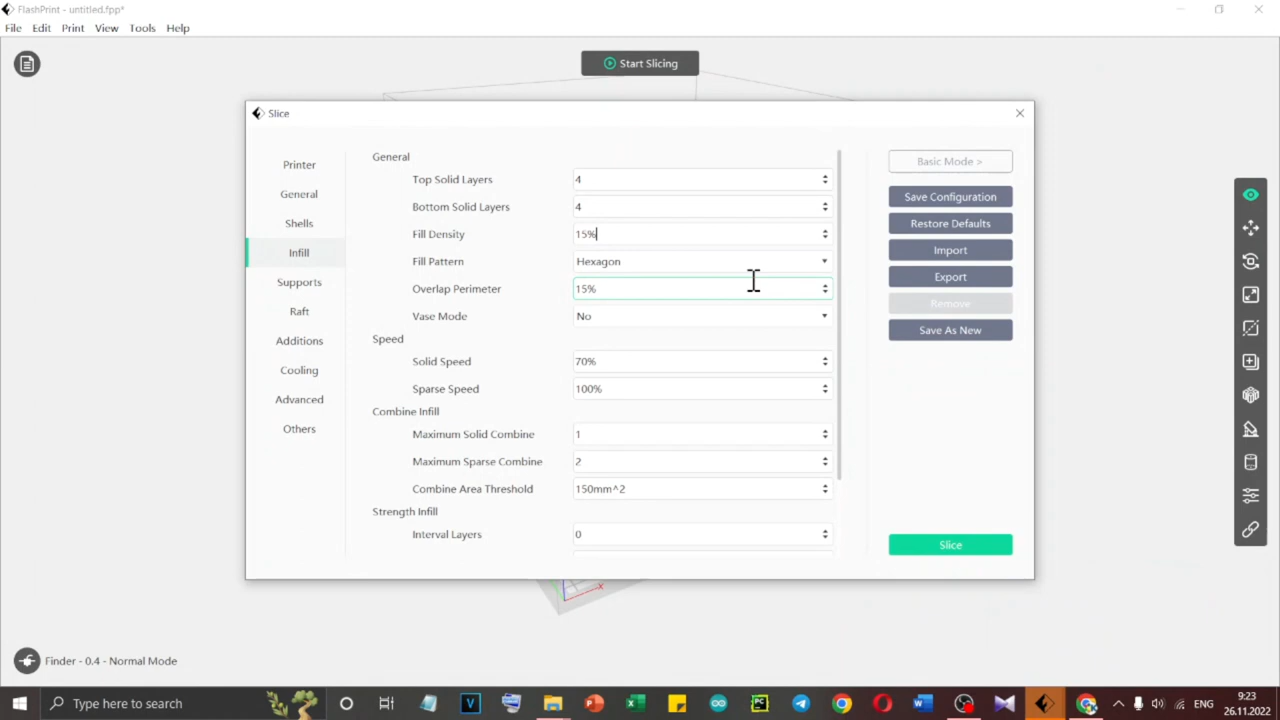 FlashPrint - untitled.fpp*
File Edit Print View Tools Help
Start Slicing
Slice
Printer
General
Shells
Infill
Supports
Raft
Additions
Cooling
Advanced
Others
General
Top Solid Layers 4
Bottom Solid Layers 4
Fill Density 15%
Fill Pattern Hexagon
Overlap Perimeter 15%
Vase Mode No
Speed
Solid Speed 70%
Sparse Speed 100%
Combine Infill
Maximum Solid Combine 1
Maximum Sparse Combine 2
Combine Area Threshold 150mm^2
Strength Infill
Interval Layers 0
Basic Mode >
Save Configuration
Restore Defaults
Import
Export
Remove
Save As New
Slice
Finder - 0.4 - Normal Mode
Type here to search
V
PC
ENG
9:23
26.11.2022